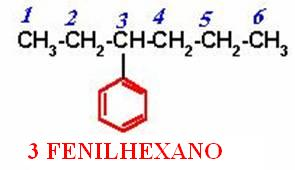 1 2 3 4 5 6
CH3-CH2-CH-CH2-CH2-CH3
3 FENILHEXANO